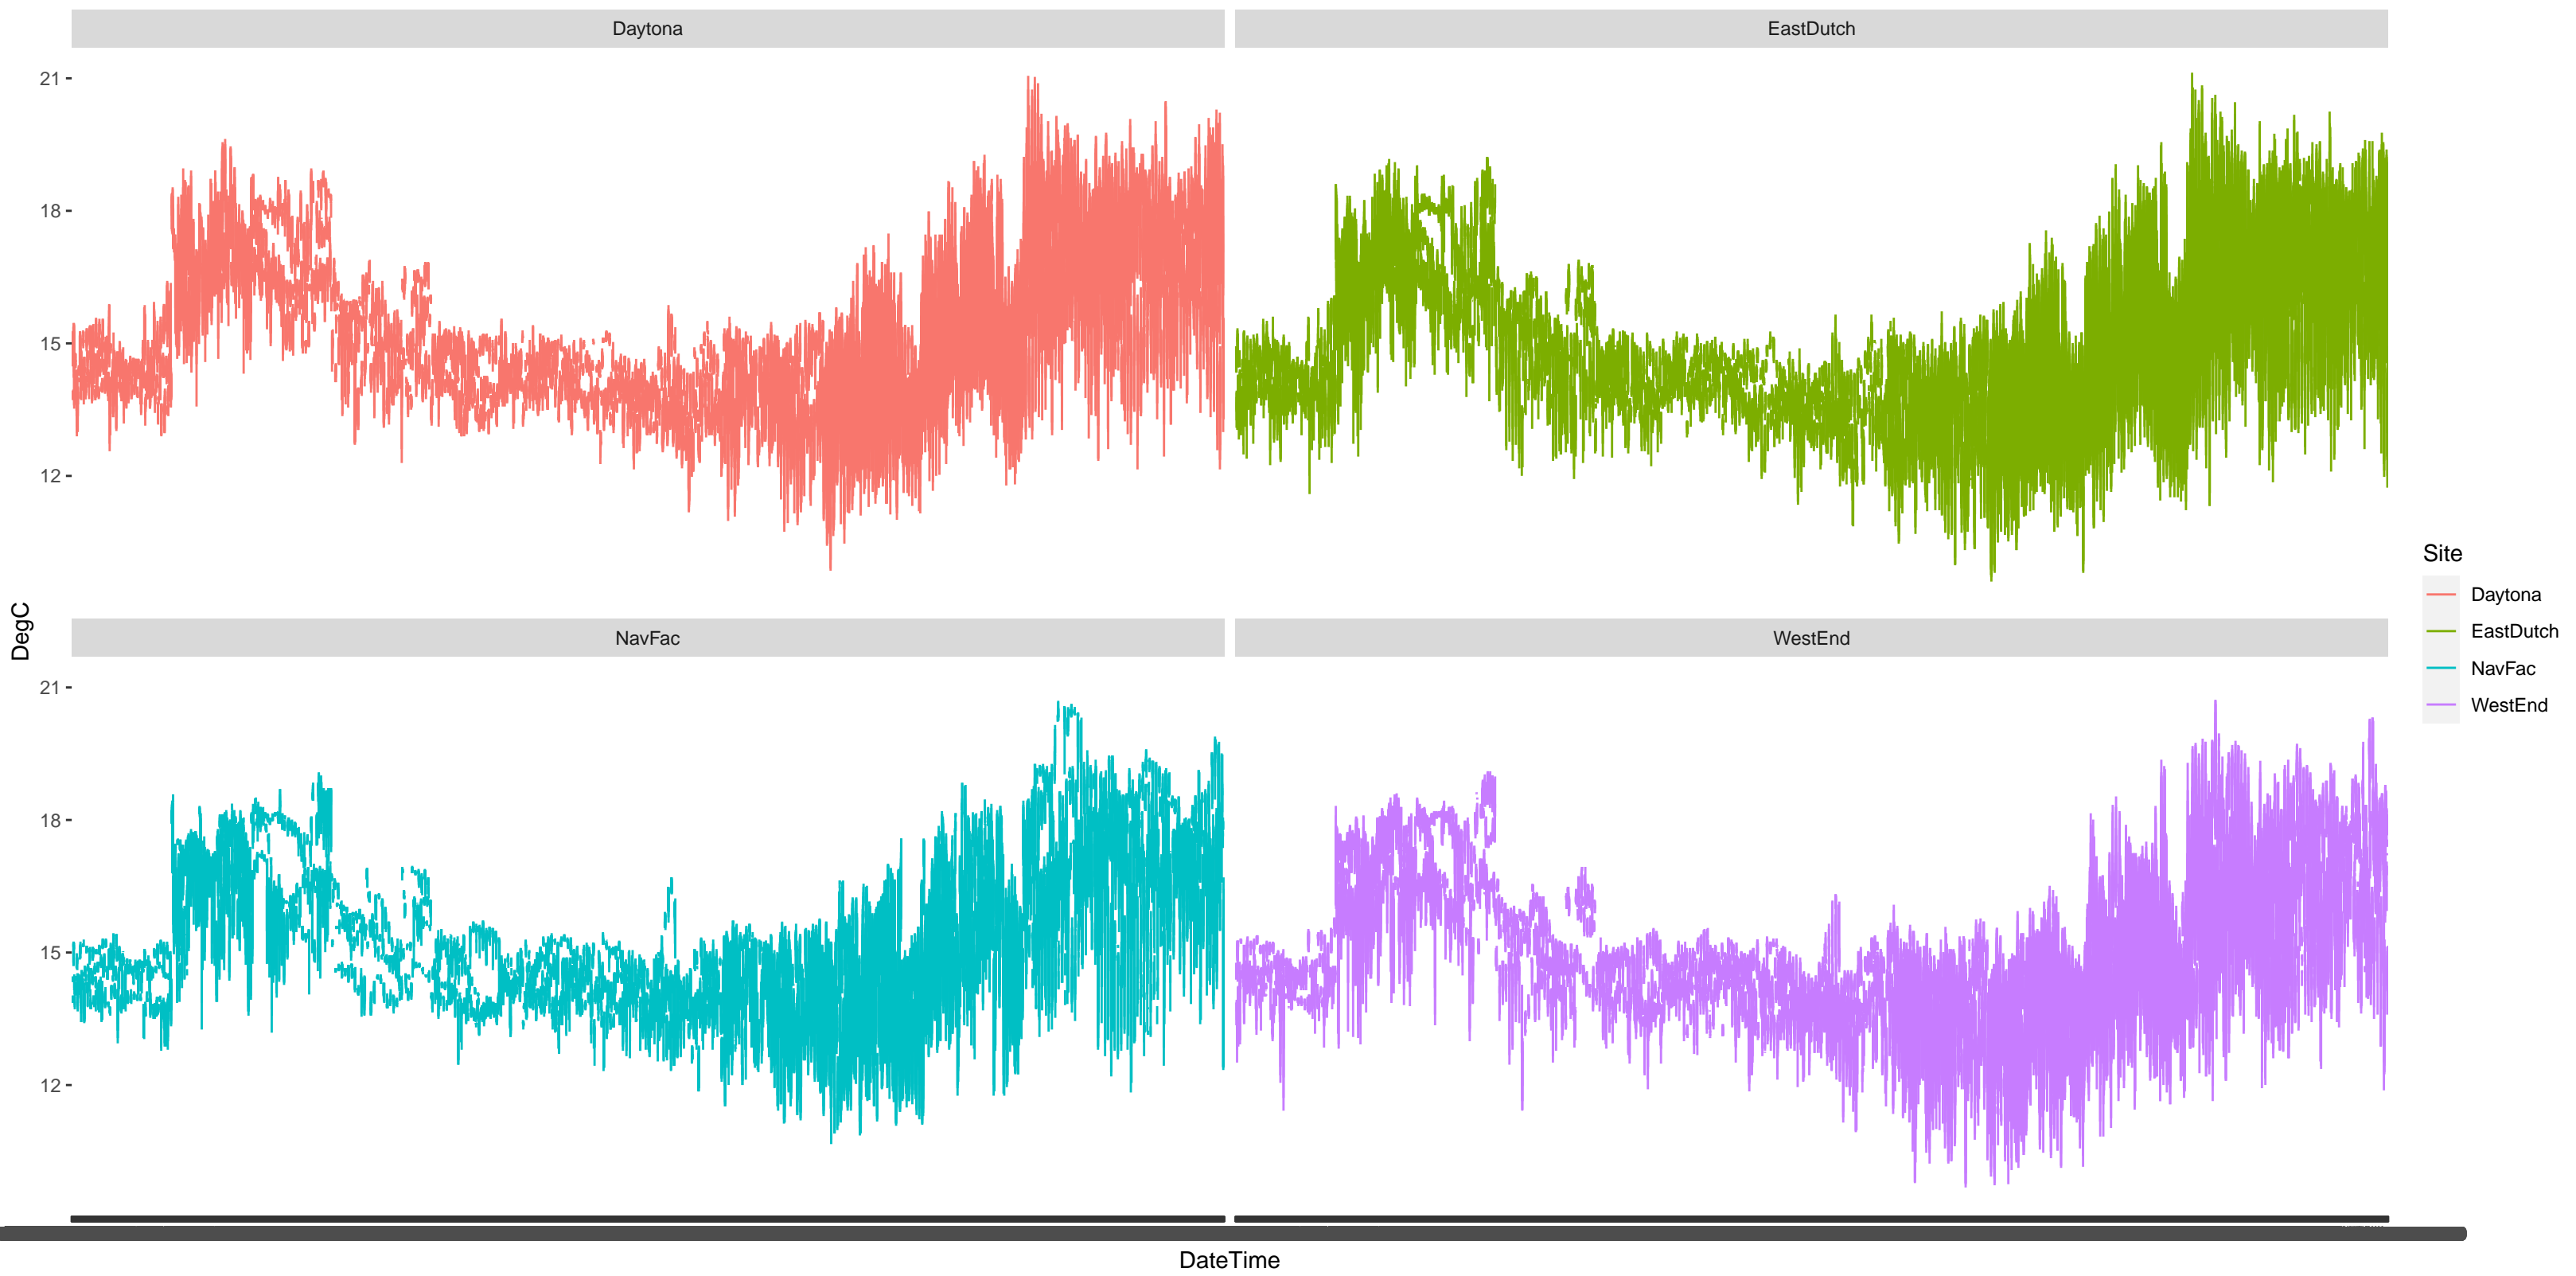 Daytona
EastDutch
21
18
15
12
NavFac
WestEnd
21
18
15
12
DegC
DateTime
Site
Daytona
EastDutch
NavFac
WestEnd